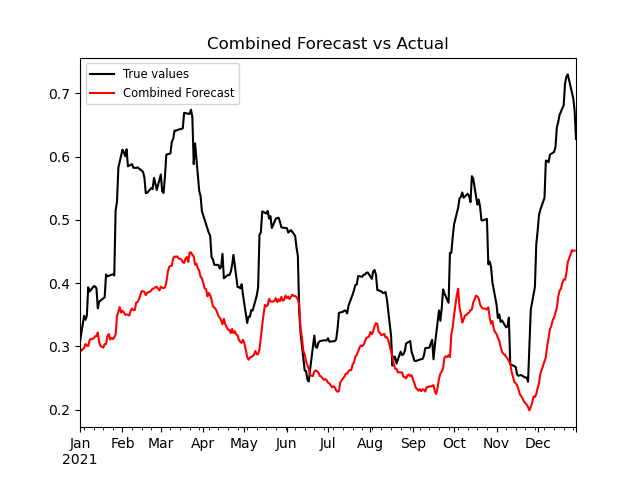 Combined Forecast vs Actual
True values
Combined Forecast
0.7
0.6
0.5
0.4
0.3
0.2
Jan Feb Mar Apr May Jun Jul Aug Sep Oct Nov Dec
2021